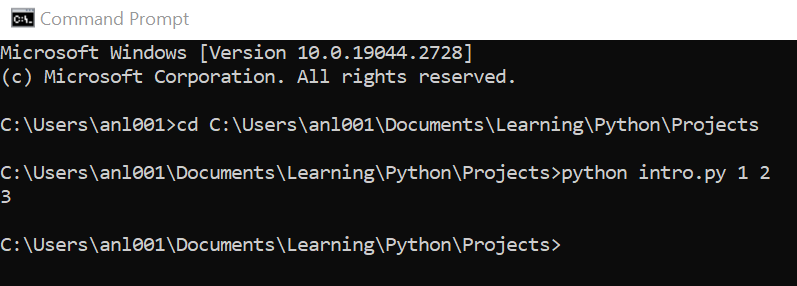 Command Prompt
Microsoft Windows [Version 10.0.19044.2728]
(c) Microsoft Corporation. All rights reserved.
C:\Users\anl001>cd C:\Users\anl001\Documents\Learning\Python\Projects
C:\Users\anl001\Documents\Learning\Python\Projects>python intro.py 1 2
3
C:\Users\anl001\Documents\Learning\Python\Projects>